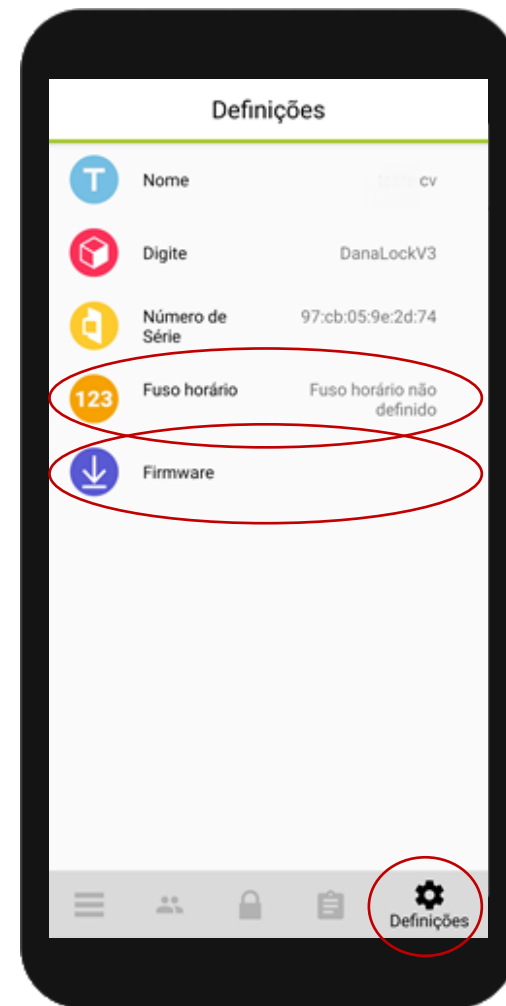 Definições
T
Nome cv
Digite DanaLockV3
Número de Série 97:cb:05:9e:2d:74
123
Fuso horário Fuso horário não definido
Firmware
Definições